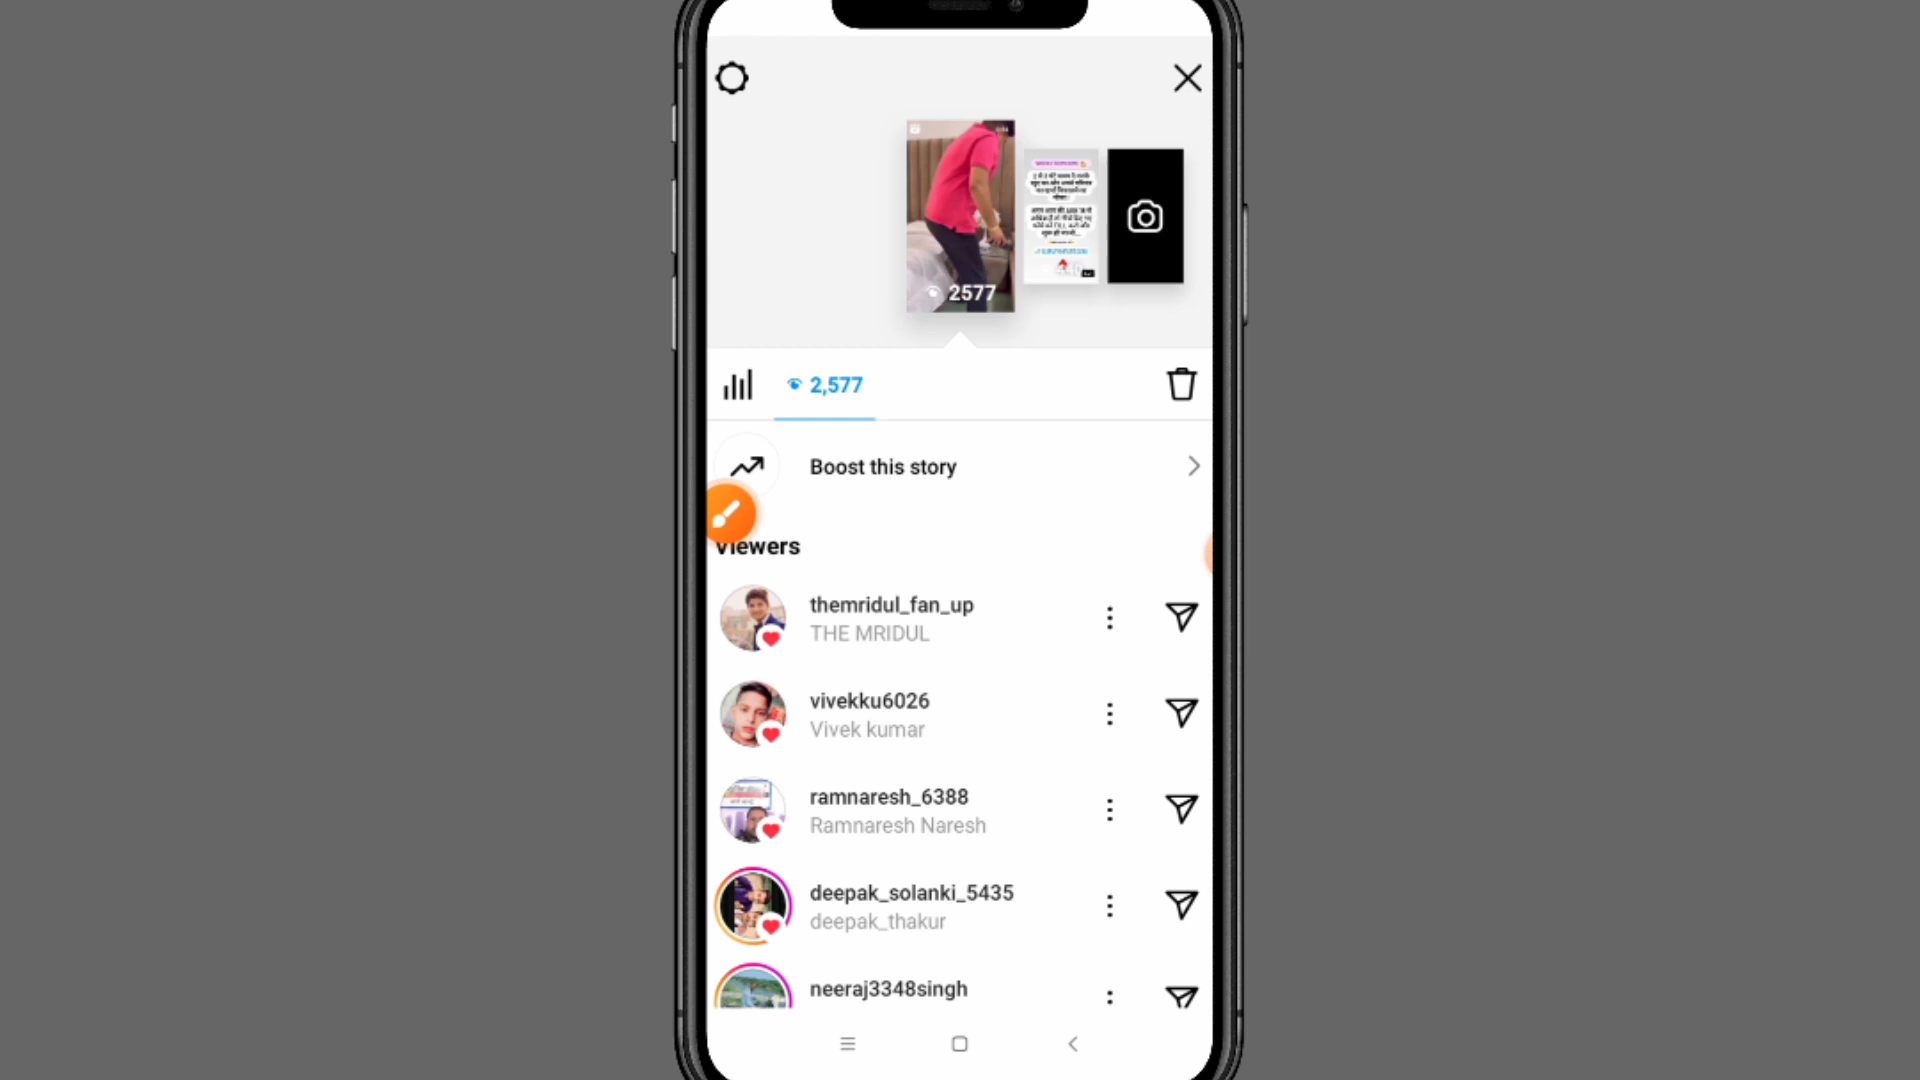 2577
2,577
Boost this story
Viewers
themridul_fan_up
THE MRIDUL
vivekku6026
Vivek kumar
ramnaresh_6388
Ramnaresh Naresh
deepak_solanki_5435
deepak_thakur
neeraj3348singh